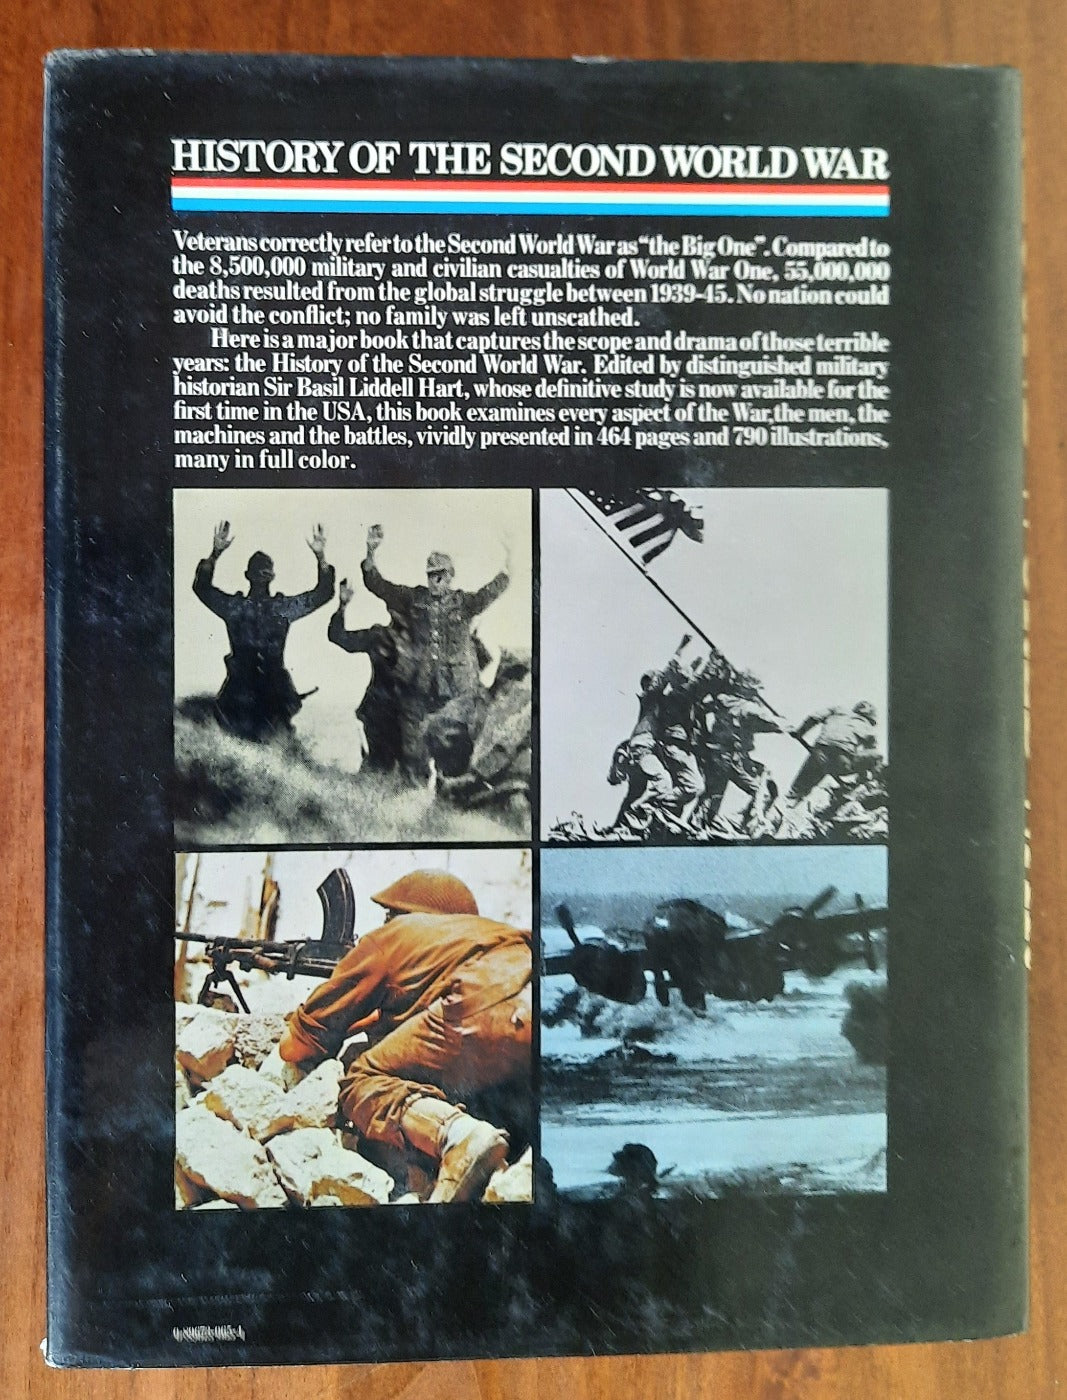 HISTORY OF THE SECOND WORLD WAR
Veterans correctly refer to the Second World War as “the Big One”. Compared to
the 8,500,000 military and civilian casualties of World War One, 55,000,000
deaths resulted from the global struggle between 1939-45. No nation could
avoid the conflict; no family was left unscathed.
Here is a major book that captures the scope and drama of those terrible
years: the History of the Second World War. Edited by distinguished military
historian Sir Basil Liddell Hart, whose definitive study is now available for the
first time in the USA, this book examines every aspect of the War, the men, the
machines and the battles, vividly presented in 464 pages and 790 illustrations,
many in full color.